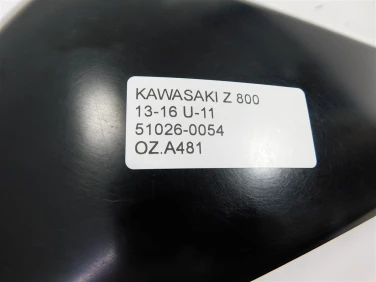 KAWASAKI Z 800
13-16 U-11
51026-0054
OZ.A481